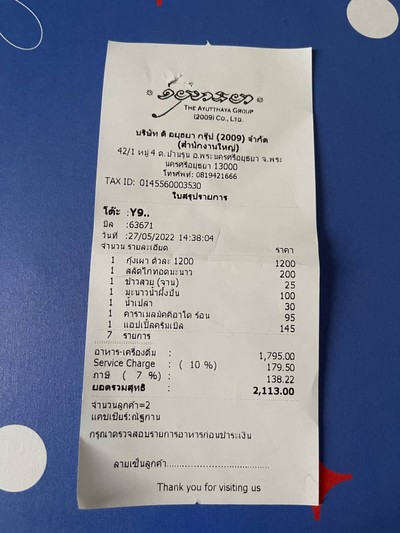 อยุธยา
THE AYUTTHAYA GROUP
(2009) CO., LTD.
บริษัท ดิ อยุธยา กรุ๊ป (2009) จำกัด
(สำนักงานใหญ่)
42/1 หมู่ 4 ต.บ้านรุน อ.พระนครศรีอยุธยา จ.พระ
นครศรีอยุธยา 13000
โทรศัพท์: 0819421666
TAX ID: 0145560003530
ใบสรุปรายการ
โต๊ะ :Y9..
บิล :63671
วันที่ :27/05/2022 14:38:04
จำนวน รายละเอียด ราคา
1 กุ้งเผา ตัวละ 1200 1200
1 สลัดไก่ทอดมะนาว 200
1 ข้าวสวย (จาน) 25
1 มะนาวน้ำผึ้งปั่น 100
1 น้ำเปล่า 30
1 คาราเมลมัคคิอาโต ร้อน 95
1 แอปเปิ้ลครัมเบิล 145
7 รายการ
อาหาร-เครื่องดื่ม : 1,795.00
Service Charge : ( 10 %) 179.50
ภาษี ( 7 %) : 138.22
ยอดรวมสุทธิ : 2,113.00
จำนวนลูกค้า=2
แคชเชียร์:ณัฐกาน
กรุณาตรวจสอบรายการอาหารก่อนชำระเงิน
ลายเซ็นลูกค้า..............................
Thank you for visiting us